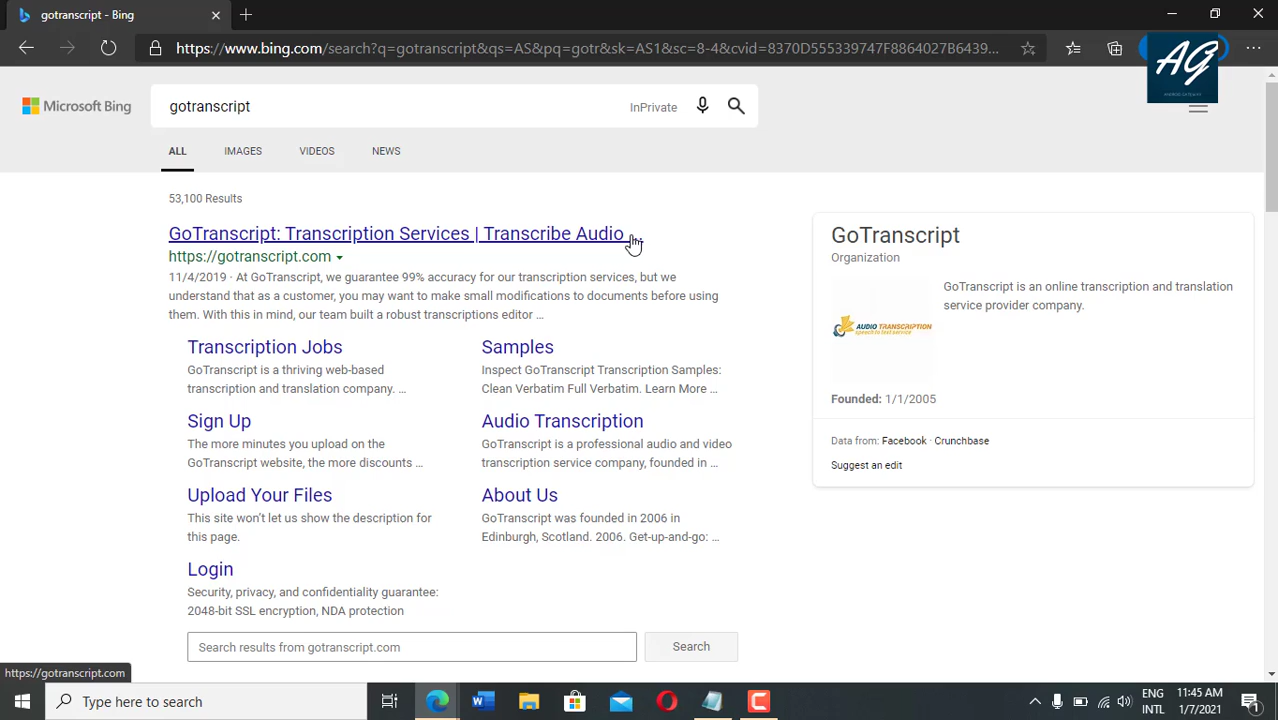 gotranscript - Bing
https://www.bing.com/search?q=gotranscript&qs=AS&pq=gotr&sk=AS1&sc=8-4&cvid=8370D555339747F8864027B6439...
AG
Microsoft Bing
gotranscript
InPrivate
ALL
IMAGES
VIDEOS
NEWS
53,100 Results
GoTranscript: Transcription Services | Transcribe Audio ...
https://gotranscript.com
11/4/2019 · At GoTranscript, we guarantee 99% accuracy for our transcription services, but we
understand that as a customer, you may want to make small modifications to documents before using
them. With this in mind, our team built a robust transcriptions editor ...
Transcription Jobs
GoTranscript is a thriving web-based
transcription and translation company. ...
Samples
Inspect GoTranscript Transcription Samples:
Clean Verbatim Full Verbatim. Learn More ...
Sign Up
The more minutes you upload on the
GoTranscript website, the more discounts ...
Audio Transcription
GoTranscript is a professional audio and video
transcription service company, founded in ...
Upload Your Files
This site won't let us show the description for
this page.
About Us
GoTranscript was founded in 2006 in
Edinburgh, Scotland. 2006. Get-up-and-go: ...
Login
Security, privacy, and confidentiality guarantee:
2048-bit SSL encryption, NDA protection
Search results from gotranscript.com
Search
GoTranscript
Organization
GoTranscript is an online transcription and translation
service provider company.
AUDIO TRANSCRIPTION
speech to text service
Founded: 1/1/2005
Data from: Facebook · Crunchbase
Suggest an edit
https://gotranscript.com
Type here to search
ENG
INTL
11:45 AM
1/7/2021
1